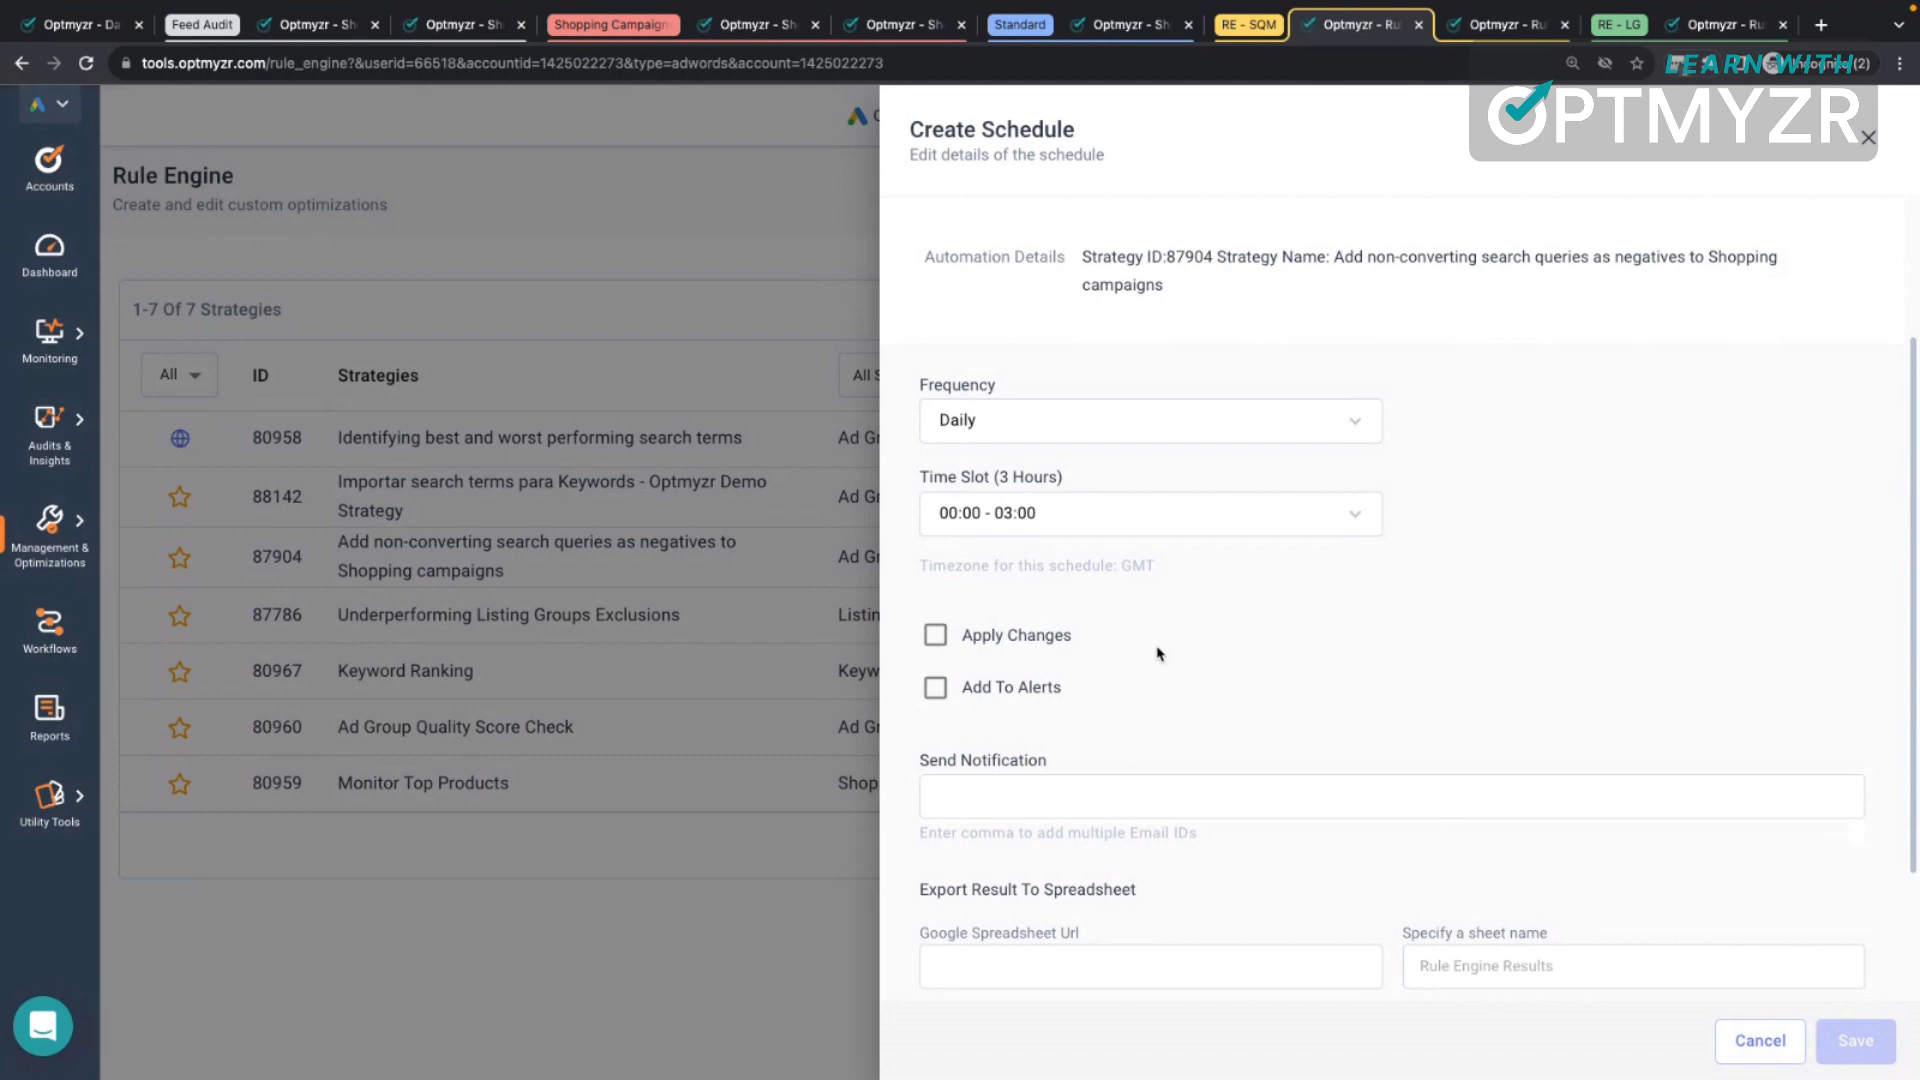 Optmyzr - Da
Feed Audit
Optmyzr - Sh
Optmyzr - Sh
Shopping Campaign
Optmyzr - Sh
Optmyzr - Sh
Standard
Optmyzr - Sh
RE - SQM
Optmyzr - Ru
Optmyzr - Ru
RE - LG
Optmyzr - Ru
tools.optmyzr.com/rule_engine?&userid=66518&accountid=1425022273&type=adwords&account=1425022273
LEARN WITH
OPTMYZR
Accounts
Dashboard
Monitoring
Audits &
Insights
Management &
Optimizations
Workflows
Reports
Utility Tools
Rule Engine
Create and edit custom optimizations
1-7 Of 7 Strategies
All ID Strategies All S
80958 Identifying best and worst performing search terms Ad Gr
88142 Importar search terms para Keywords - Optmyzr Demo
Strategy Ad Gr
87904 Add non-converting search queries as negatives to
Shopping campaigns Ad Gr
87786 Underperforming Listing Groups Exclusions Listin
80967 Keyword Ranking Keyw
80960 Ad Group Quality Score Check Ad Gr
80959 Monitor Top Products Shop
Create Schedule
Edit details of the schedule
Automation Details Strategy ID:87904 Strategy Name: Add non-converting search queries as negatives to Shopping
campaigns
Frequency
Daily
Time Slot (3 Hours)
00:00 - 03:00
Timezone for this schedule: GMT
Apply Changes
Add To Alerts
Send Notification
Enter comma to add multiple Email IDs
Export Result To Spreadsheet
Google Spreadsheet Url Specify a sheet name
Rule Engine Results
Cancel Save